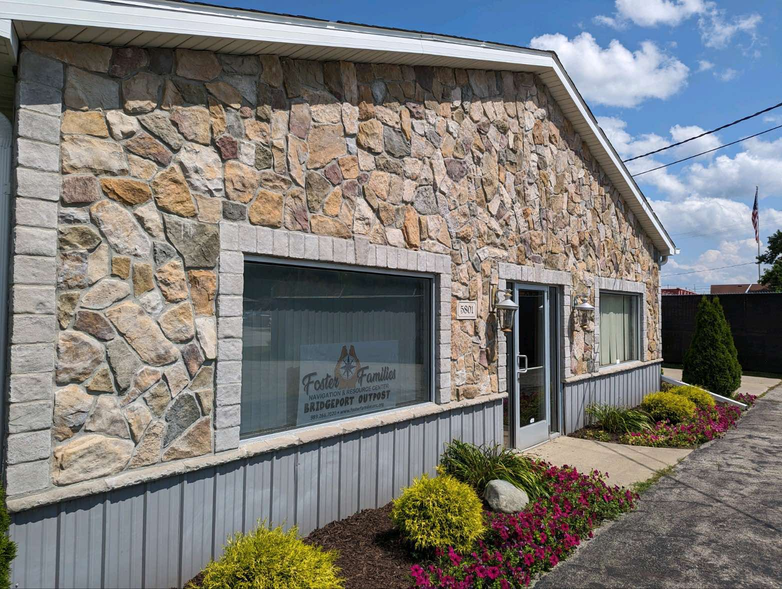 Foster Families
NAVIGATION & RESOURCE CENTER
BRIDGEPORT OUTPOST
5801